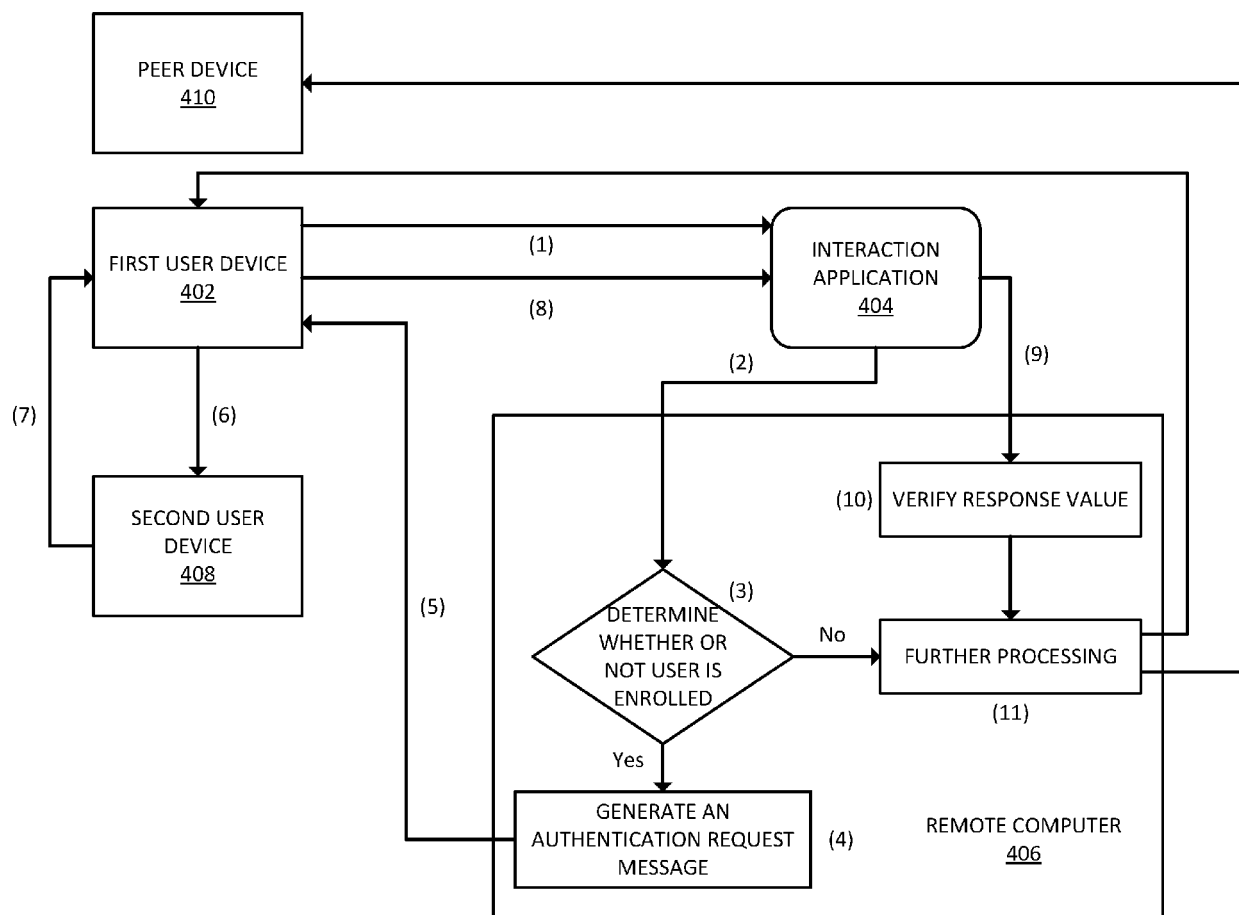 PEER DEVICE
410
FIRST USER DEVICE
402
(1)
(8)
INTERACTION
APPLICATION
404
(2)
(9)
(7)
(6)
SECOND USER
DEVICE
408
(5)
(10)
VERIFY RESPONSE VALUE
(3)
DETERMINE
WHETHER OR
NOT USER IS
ENROLLED
No
FURTHER PROCESSING
(11)
Yes
GENERATE AN
AUTHENTICATION REQUEST
MESSAGE
(4)
REMOTE COMPUTER
406